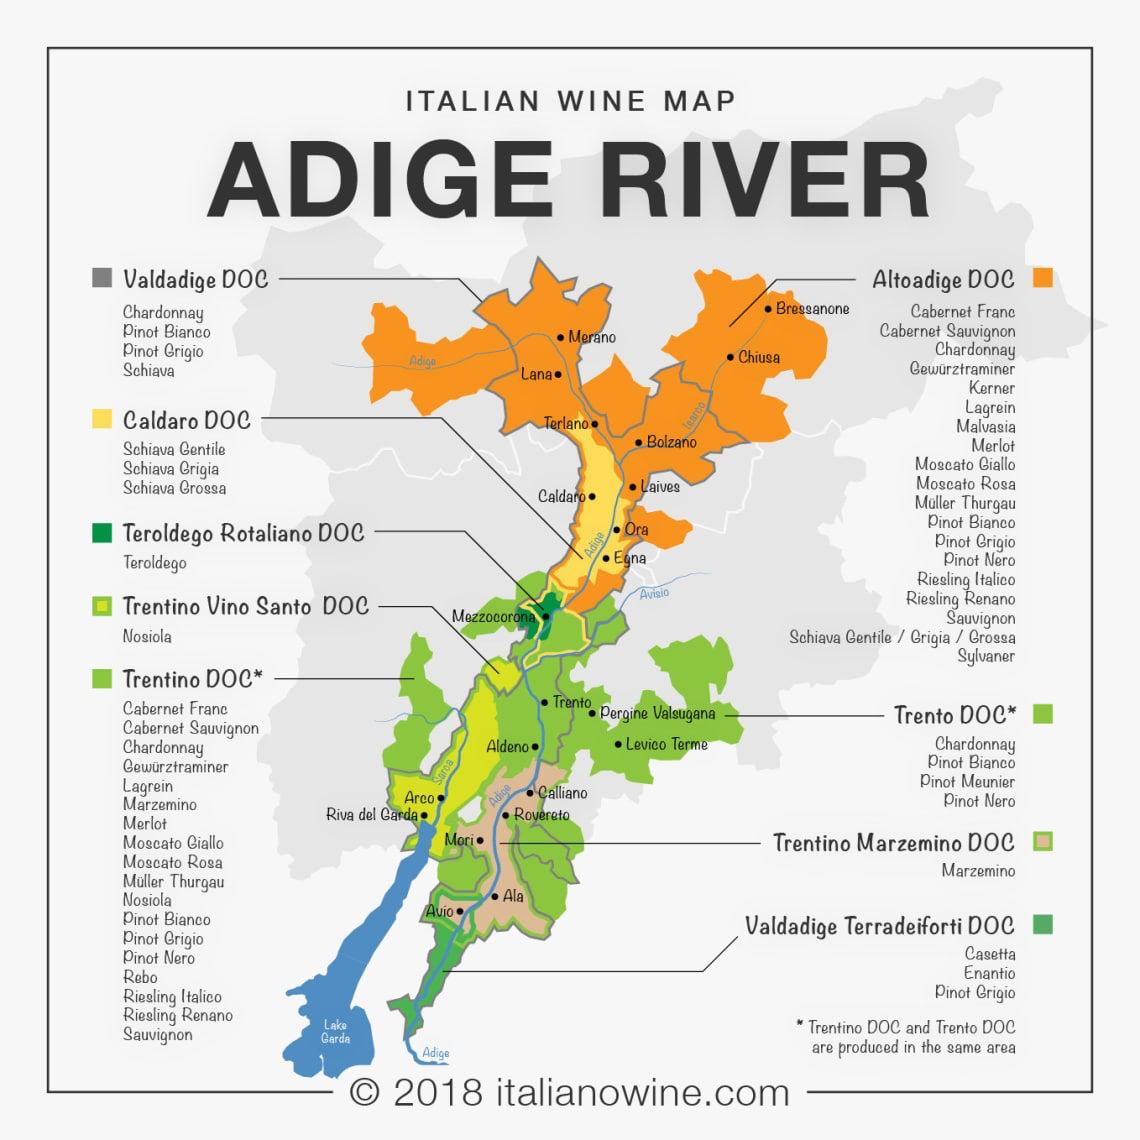 ITALIAN WINE MAP
ADIGE RIVER
Valdadige DOC
Chardonnay
Pinot Bianco
Pinot Grigio
Schiava
Caldaro DOC
Schiava Gentile
Schiava Grigia
Schiava Grossa
Teroldego Rotaliano DOC
Teroldego
Trentino Vino Santo DOC
Nosiola
Trentino DOC*
Cabernet Franc
Cabernet Sauvignon
Chardonnay
Gewürztraminer
Lagrein
Marzemino
Merlot
Moscato Giallo
Moscato Rosa
Müller Thurgau
Nosiola
Pinot Bianco
Pinot Grigio
Pinot Nero
Rebo
Riesling Italico
Riesling Renano
Sauvignon
Adige
Merano
Lana
Terlano
Bressanone
Chiusa
Isarco
Bolzano
Caldaro
Laives
Ora
Adige
Egna
Avisio
Mezzocorona
Trento
Pergine Valsugana
Aldeno
Levico Terme
Sarca
Arco
Adige
Calliano
Riva del Garda
Rovereto
Mori
Ala
Avio
Lake
Garda
Adige
Altoadige DOC
Cabernet Franc
Cabernet Sauvignon
Chardonnay
Gewürztraminer
Kerner
Lagrein
Malvasia
Merlot
Moscato Giallo
Moscato Rosa
Müller Thurgau
Pinot Bianco
Pinot Grigio
Pinot Nero
Riesling Italico
Riesling Renano
Sauvignon
Schiava Gentile / Grigia / Grossa
Sylvaner
Trento DOC*
Chardonnay
Pinot Bianco
Pinot Meunier
Pinot Nero
Trentino Marzemino DOC
Marzemino
Valdadige Terradeiforti DOC
Casetta
Enantio
Pinot Grigio
* Trentino DOC and Trento DOC
are produced in the same area
© 2018 italianowine.com